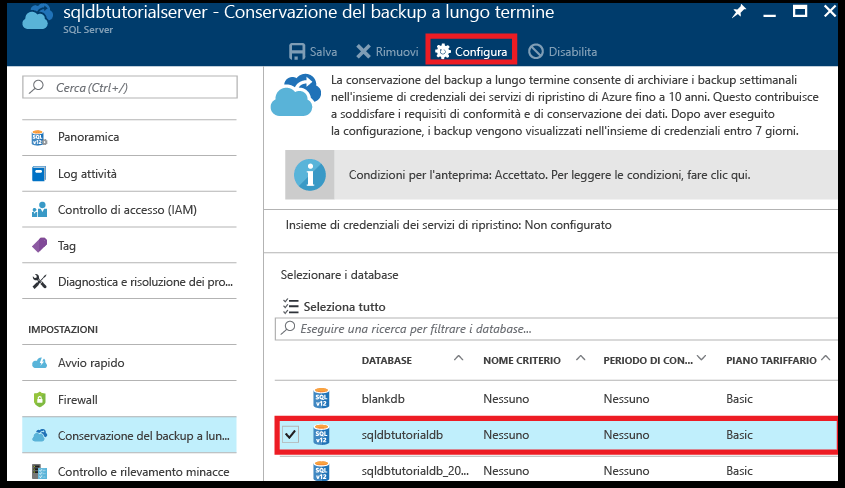 sqldbtutorialserver - Conservazione del backup a lungo termine
SQL Server
Salva
Rimuovi
Configura
Disabilita
Cerca (Ctrl+/)
Panoramica
Log attività
Controllo di accesso (IAM)
Tag
Diagnostica e risoluzione dei pro...
IMPOSTAZIONI
Avvio rapido
Firewall
Conservazione del backup a lun...
Controllo e rilevamento minacce
La conservazione del backup a lungo termine consente di archiviare i backup settimanali
nell'insieme di credenziali dei servizi di ripristino di Azure fino a 10 anni. Questo contribuisce
a soddisfare i requisiti di conformità e di conservazione dei dati. Dopo aver eseguito
la configurazione, i backup vengono visualizzati nell'insieme di credenziali entro 7 giorni.
Condizioni per l'anteprima: Accettato. Per leggere le condizioni, fare clic qui.
Insieme di credenziali dei servizi di ripristino: Non configurato
Selezionare i database
Seleziona tutto
Eseguire una ricerca per filtrare i database...
DATABASE NOME CRITERIO PERIODO DI CON... PIANO TARIFFARIO
SQL v12 blankdb Nessuno Nessuno Basic
SQL v12 sqldbtutorialdb Nessuno Nessuno Basic
SQL v12 sqldbtutorialdb_20... Nessuno Nessuno Basic